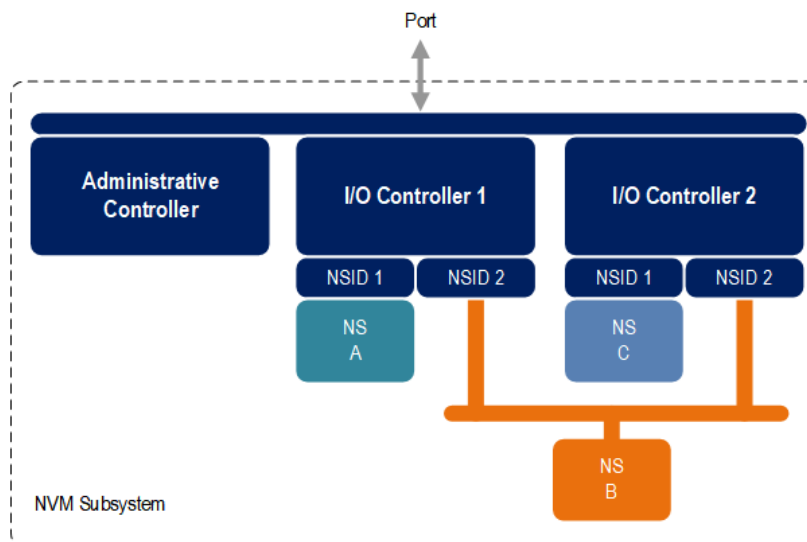 Port
Administrative
Controller
I/O Controller 1
I/O Controller 2
NSID 1
NSID 2
NSID 1
NSID 2
NS
A
NS
C
NS
B
NVM Subsystem